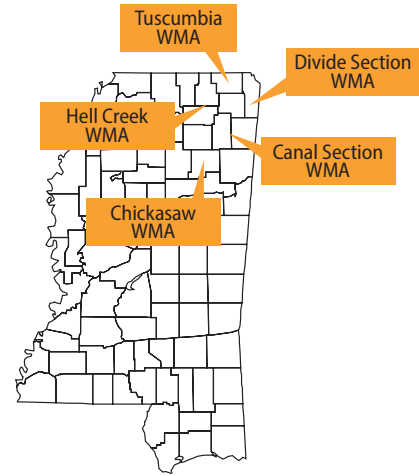 Tuscumbia
WMA
Divide Section
WMA
Hell Creek
WMA
Canal Section
WMA
Chickasaw
WMA